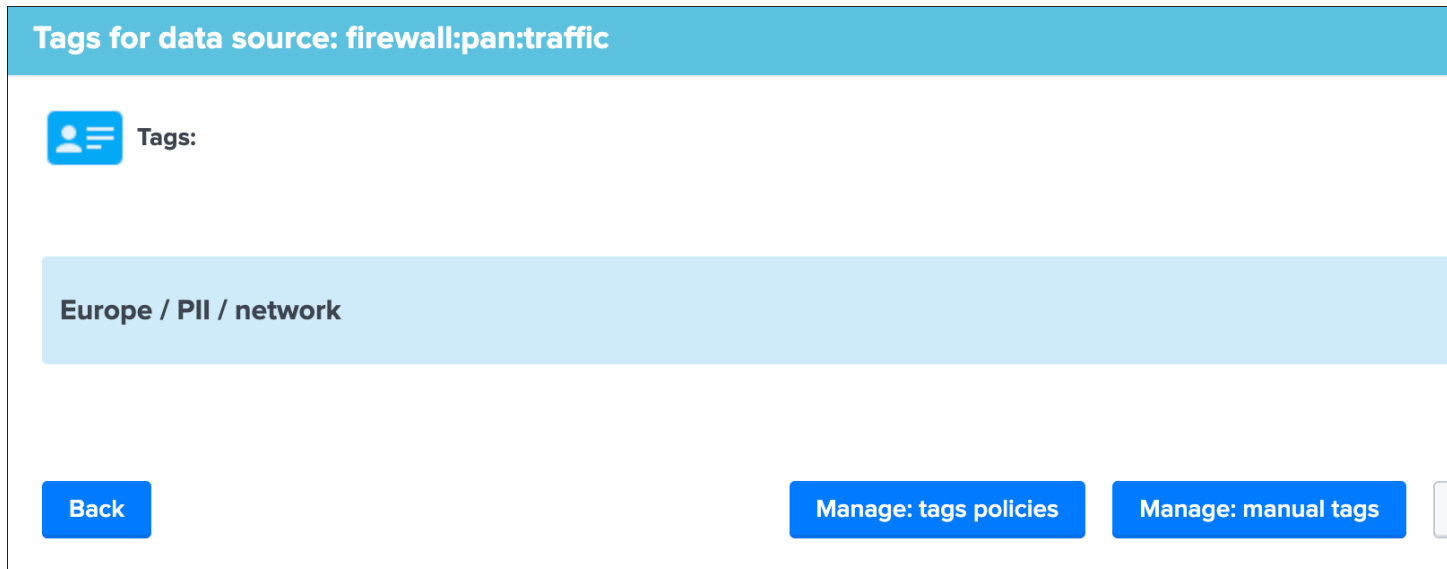 Tags for data source: firewall:pan:traffic
Tags:
Europe / PII / network
Back
Manage: tags policies
Manage: manual tags